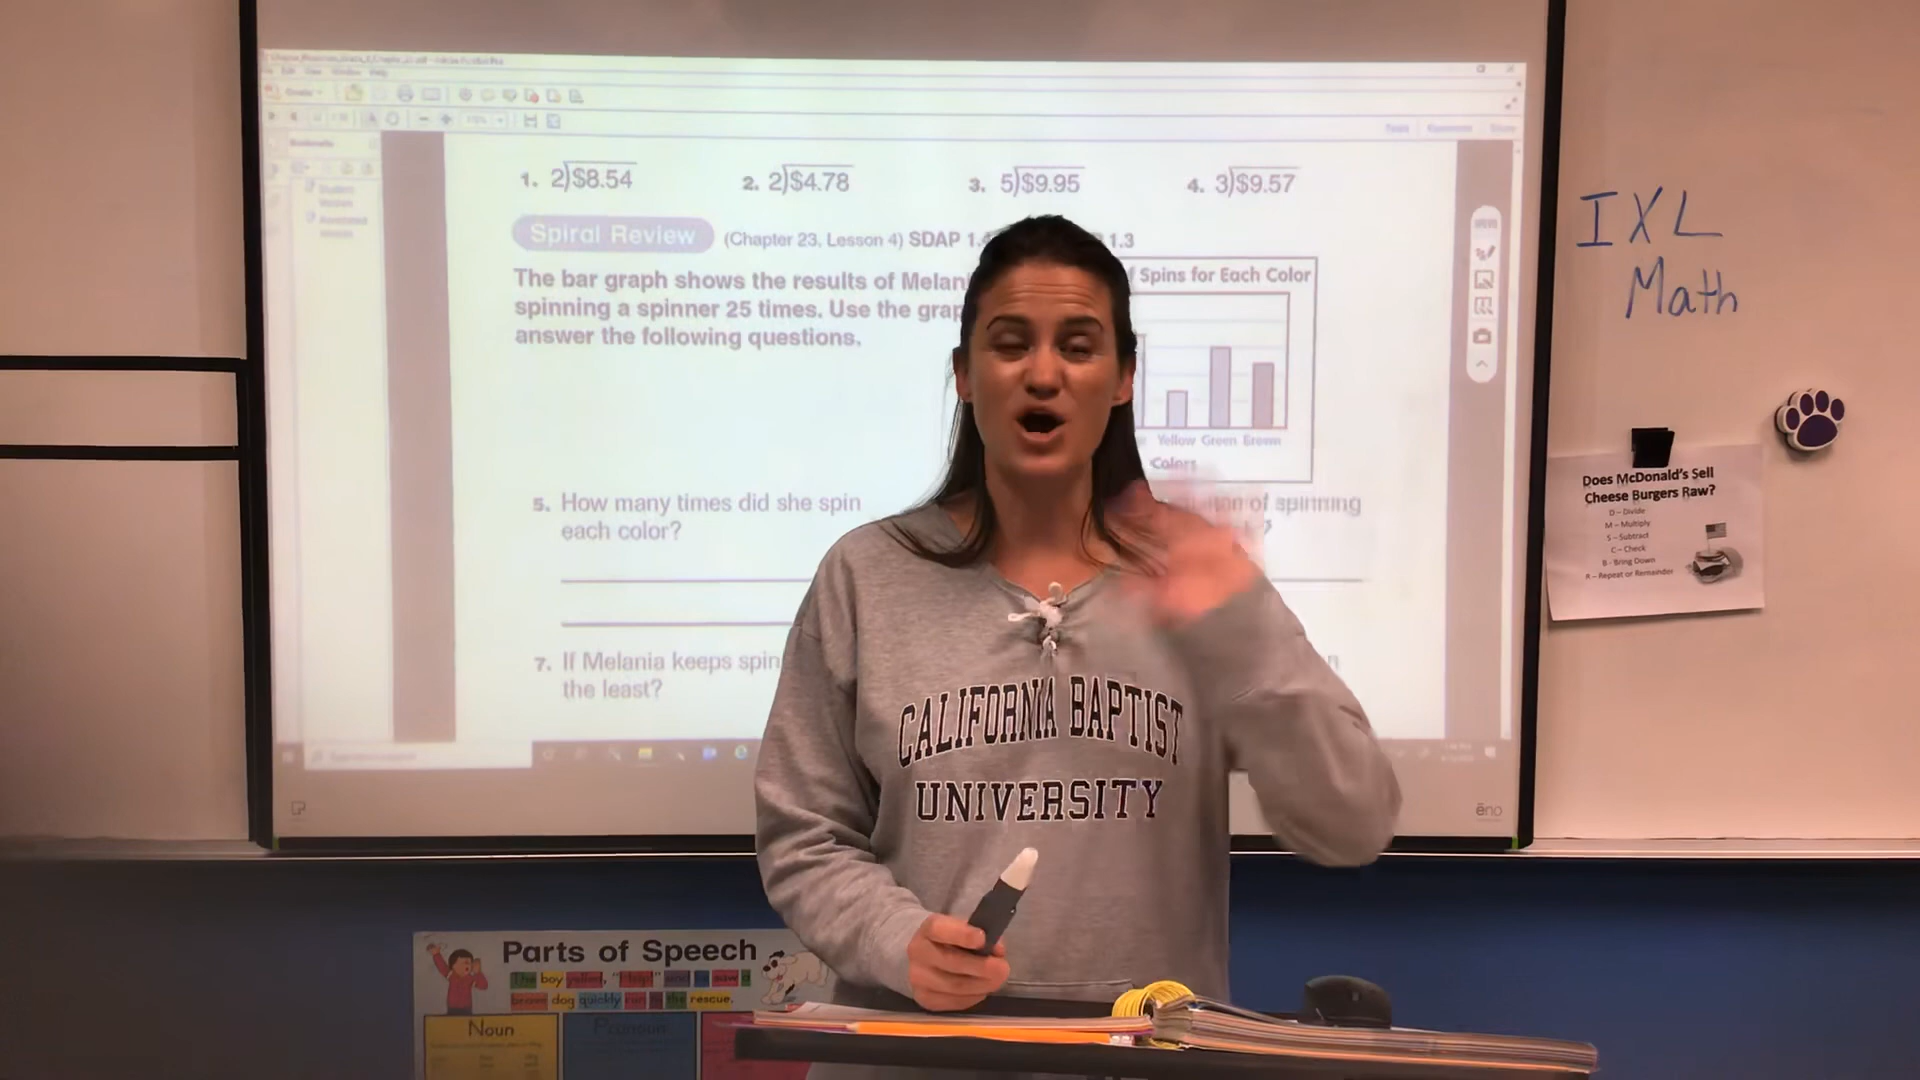 1. 2)$8.54
2. 2)$4.78
3. 5)$9.95
4. 3)$9.57
Spiral Review (Chapter 23, Lesson 4) SDAP 1. 1.3
The bar graph shows the results of
spinning a spinner 25 times. Use the
answer the following questions.
Spins for Each Color
Yellow Green Brown
Colors
5. How many times did she spin
each color?
of spinning
7. If Melania keeps
the least?
IXL
Math
Does McDonald's Sell
Cheese Burgers Raw?
D – Divide
M – Multiply
S – Subtract
C – Check
B - Bring Down
R – Repeat or Remainder
CALIFORNIA BAPTIST
UNIVERSITY
eno
Parts of Speech
The boy yelled, and saw a
brown dog quickly run to the rescue.
Noun
Pronoun